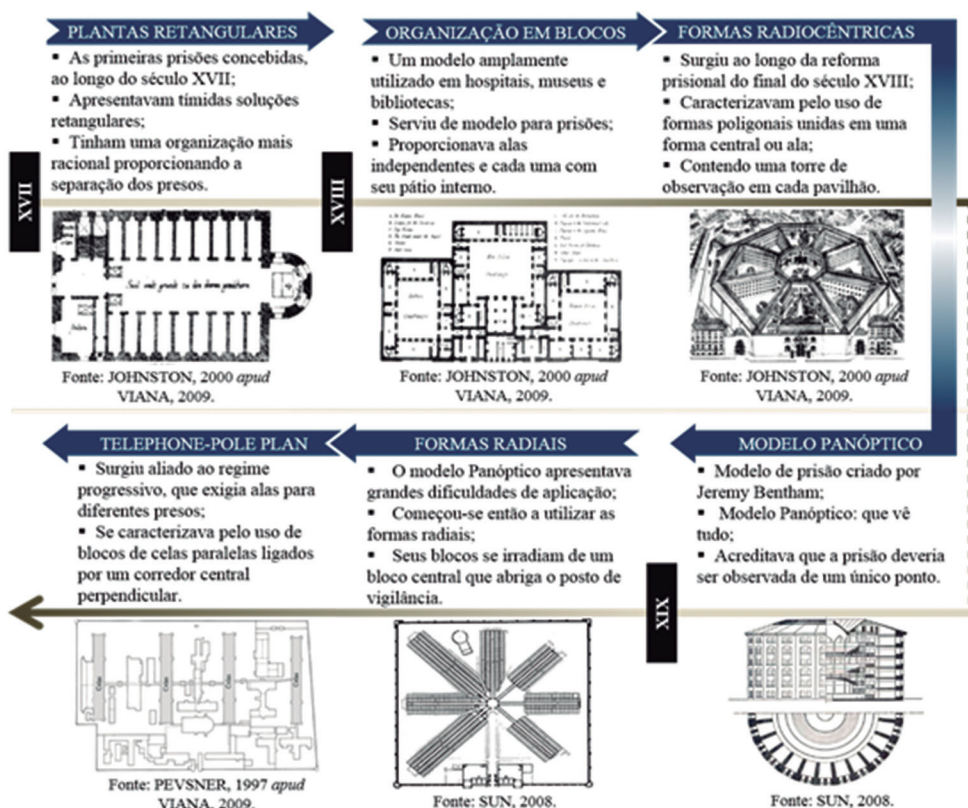 PLANTAS RETANGULARES
▪ As primeiras prisões concebidas,
ao longo do século XVII;
▪ Apresentavam tímidas soluções
retangulares;
▪ Tinham uma organização mais
racional proporcionando a
separação dos presos.
XVII
Fonte: JOHNSTON, 2000 apud
VIANA, 2009.
ORGANIZAÇÃO EM BLOCOS
▪ Um modelo amplamente
utilizado em hospitais, museus e
bibliotecas;
▪ Serviu de modelo para prisões;
▪ Proporcionava alas
independentes e cada uma com
seu pátio interno.
XVIII
Fonte: JOHNSTON, 2000 apud
VIANA, 2009.
FORMAS RADIOCÊNTRICAS
▪ Surgiu ao longo da reforma
prisional do final do século XVIII;
▪ Caracterizavam pelo uso de
formas poligonais unidas em uma
forma central ou ala;
▪ Contendo uma torre de
observação em cada pavilhão.
Fonte: JOHNSTON, 2000 apud
VIANA, 2009.
MODELO PANÓPTICO
▪ Modelo de prisão criado por
Jeremy Bentham;
▪ Modelo Panóptico: que vê
tudo;
▪ Acreditava que a prisão deveria
ser observada de um único ponto.
XIX
Fonte: SUN, 2008.
FORMAS RADIAIS
▪ O modelo Panóptico apresentava
grandes dificuldades de aplicação;
▪ Começou-se então a utilizar as
formas radiais;
▪ Seus blocos se irradiam de um
bloco central que abriga o posto de
vigilância.
Fonte: SUN, 2008.
TELEPHONE-POLE PLAN
▪ Surgiu aliado ao regime
progressivo, que exigia alas para
diferentes presos;
▪ Se caracterizava pelo uso de
blocos de celas paralelas ligados
por um corredor central
perpendicular.
Celas
Celas
Celas
Celas
Fonte: PEVSNER, 1997 apud
VIANA, 2009.